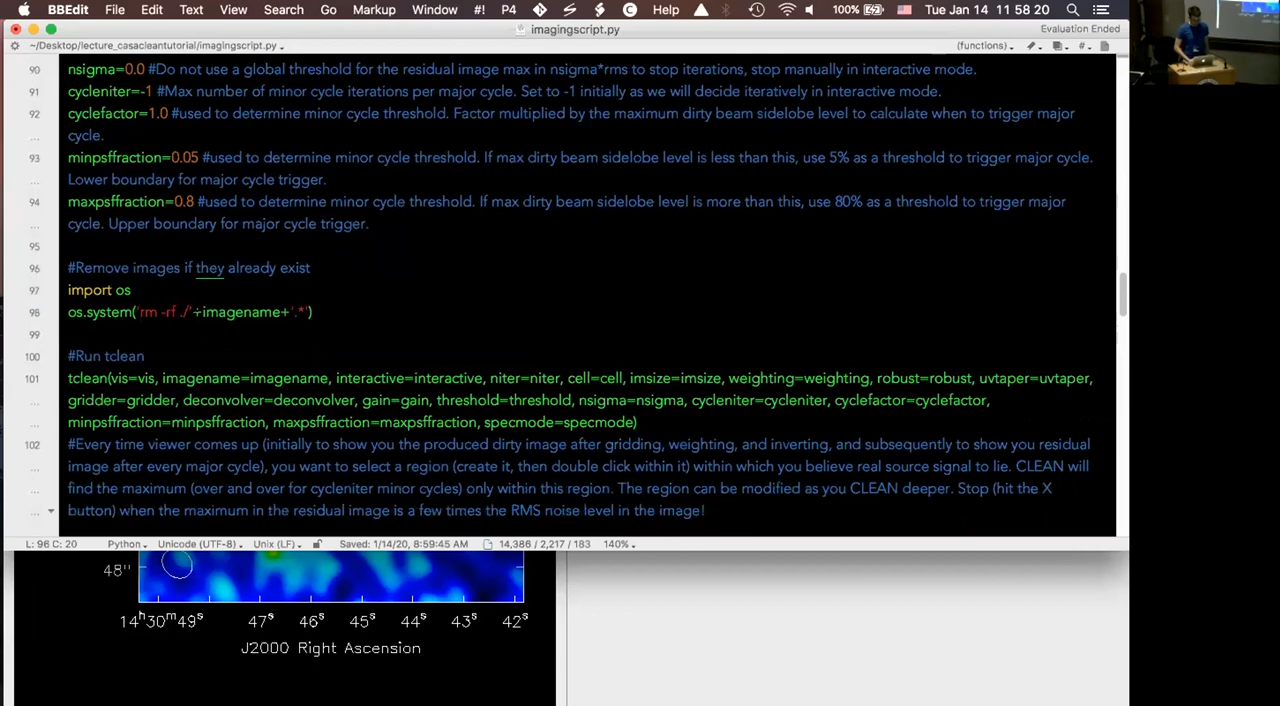 BBEdit File Edit Text View Search Go Markup Window #! P4 Help 100% Tue Jan 14 11 58 20
imagingscript.py Evaluation Ended
~/Desktop/lecture_casacleantutorial/imagingscript.py (functions) #
90 nsigma=0.0 #Do not use a global threshold for the residual image max in nsigma*rms to stop iterations, stop manually in interactive mode.
91 cycleniter=-1 #Max number of minor cycle iterations per major cycle. Set to -1 initially as we will decide iteratively in interactive mode.
92 cyclefactor=1.0 #used to determine minor cycle threshold. Factor multiplied by the maximum dirty beam sidelobe level to calculate when to trigger major
... cycle.
93 minpsffraction=0.05 #used to determine minor cycle threshold. If max dirty beam sidelobe level is less than this, use 5% as a threshold to trigger major cycle.
... Lower boundary for major cycle trigger.
94 maxpsffraction=0.8 #used to determine minor cycle threshold. If max dirty beam sidelobe level is more than this, use 80% as a threshold to trigger major
... cycle. Upper boundary for major cycle trigger.
95
96 #Remove images if they already exist
97 import os
98 os.system('rm -rf ./'+imagename+'.*')
99
100 #Run tclean
101 tclean(vis=vis, imagename=imagename, interactive=interactive, niter=niter, cell=cell, imsize=imsize, weighting=weighting, robust=robust, uvtaper=uvtaper,
... gridder=gridder, deconvolver=deconvolver, gain=gain, threshold=threshold, nsigma=nsigma, cycleniter=cycleniter, cyclefactor=cyclefactor,
... minpsffraction=minpsffraction, maxpsffraction=maxpsffraction, specmode=specmode)
102 #Every time viewer comes up (initially to show you the produced dirty image after gridding, weighting, and inverting, and subsequently to show you residual
... image after every major cycle), you want to select a region (create it, then double click within it) within which you believe real source signal to lie. CLEAN will
... find the maximum (over and over for cycleniter minor cycles) only within this region. The region can be modified as you CLEAN deeper. Stop (hit the X
... button) when the maximum in the residual image is a few times the RMS noise level in the image!
L: 96 C: 20 Python Unicode (UTF-8) Unix (LF) Saved: 1/14/20, 8:59:45 AM 14,386 / 2,217 / 183 140%
48"
14ʰ30ᵐ49ˢ 47ˢ 46ˢ 45ˢ 44ˢ 43ˢ 42ˢ
J2000 Right Ascension